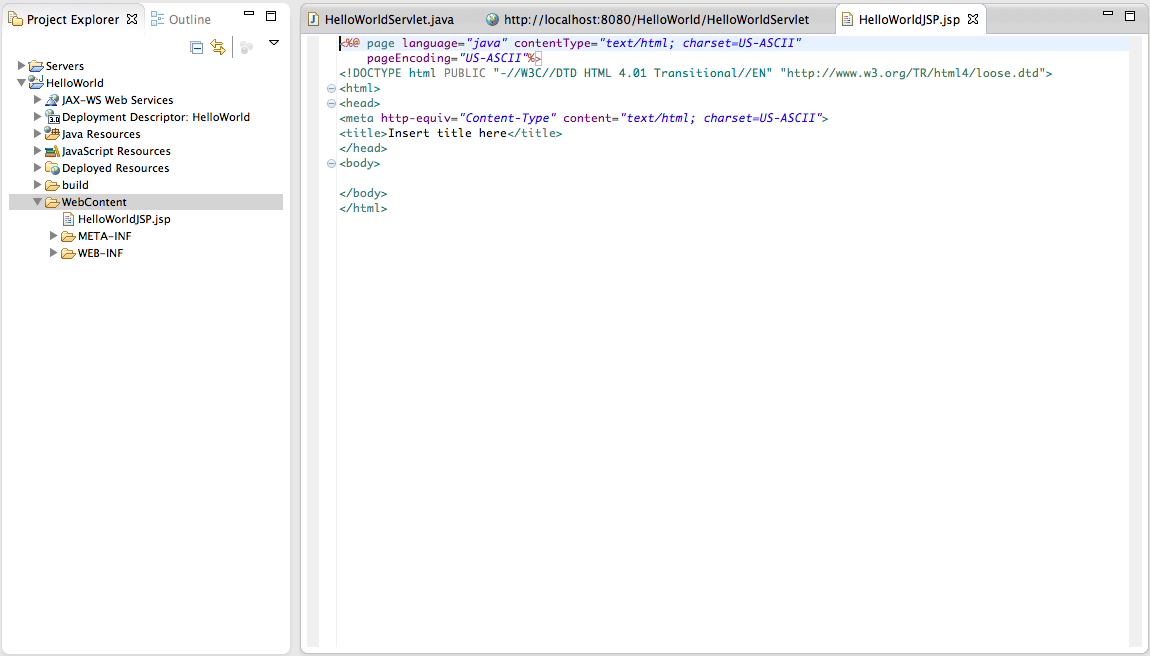 Project Explorer
Outline
Servers
HelloWorld
JAX-WS Web Services
3.0 Deployment Descriptor: HelloWorld
Java Resources
JavaScript Resources
Deployed Resources
build
WebContent
HelloWorldJSP.jsp
META-INF
WEB-INF
HelloWorldServlet.java
http://localhost:8080/HelloWorld/HelloWorldServlet
HelloWorldJSP.jsp
<%@ page language="java" contentType="text/html; charset=US-ASCII"
    pageEncoding="US-ASCII"%>
<!DOCTYPE html PUBLIC "-//W3C//DTD HTML 4.01 Transitional//EN" "http://www.w3.org/TR/html4/loose.dtd">
<html>
<head>
<meta http-equiv="Content-Type" content="text/html; charset=US-ASCII">
<title>Insert title here</title>
</head>
<body>
</body>
</html>